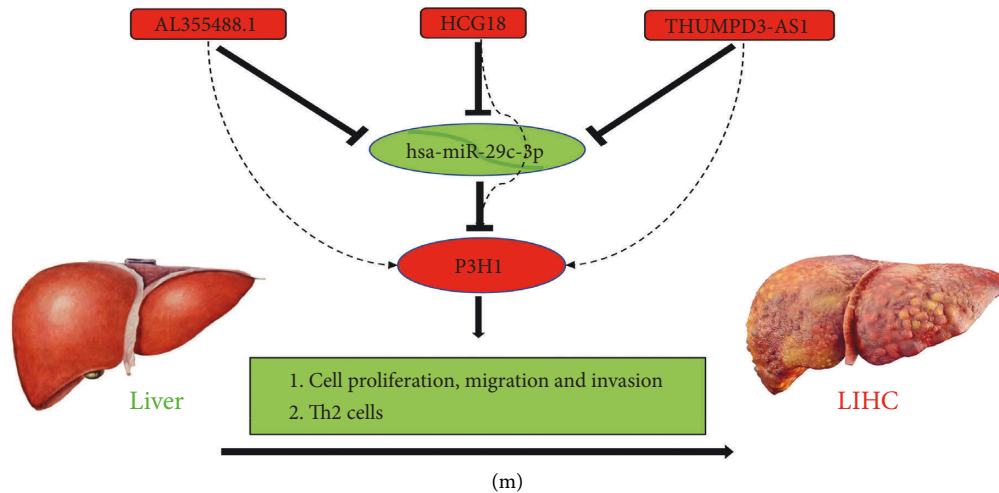 AL355488.1
HCG18
THUMPD3-AS1
hsa-miR-29c-3p
P3H1
1. Cell proliferation, migration and invasion
2. Th2 cells
Liver
LIHC
(m)